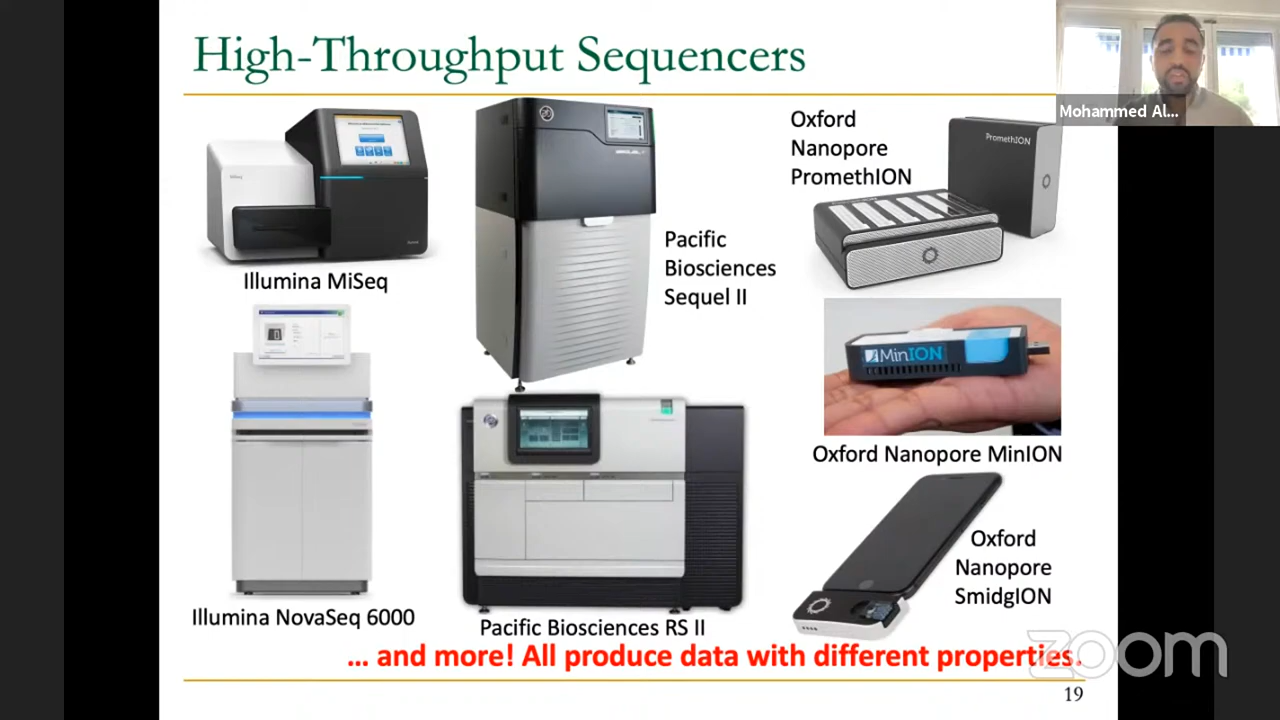 High-Throughput Sequencers
Mohammed Al...
Illumina MiSeq
Pacific
Biosciences
Sequel II
Oxford
Nanopore
PromethION
PromethION
MinION
Oxford Nanopore MinION
Illumina NovaSeq 6000
Pacific Biosciences RS II
Oxford
Nanopore
SmidgION
... and more! All produce data with different properties.
zoom
19